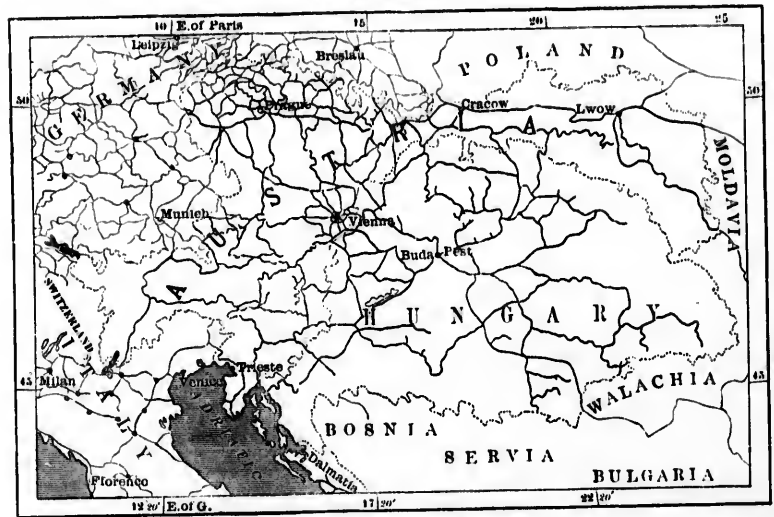 10 E. of Paris 15 20 25
Leipzig
Breslau
POLAND
GERMANY
50 50
Prague
Cracow
Lwow
AUSTRIA
MOLDAVIA
Munich
Vienna
Buda Pest
SWITZERLAND
HUNGARY
ITALY
Trieste
45 45
Milan
Venice
WALACHIA
ADRIATIC
BOSNIA
SERVIA
Dalmatia
Florence
BULGARIA
12 20' E. of G. 17 20' 22 20'